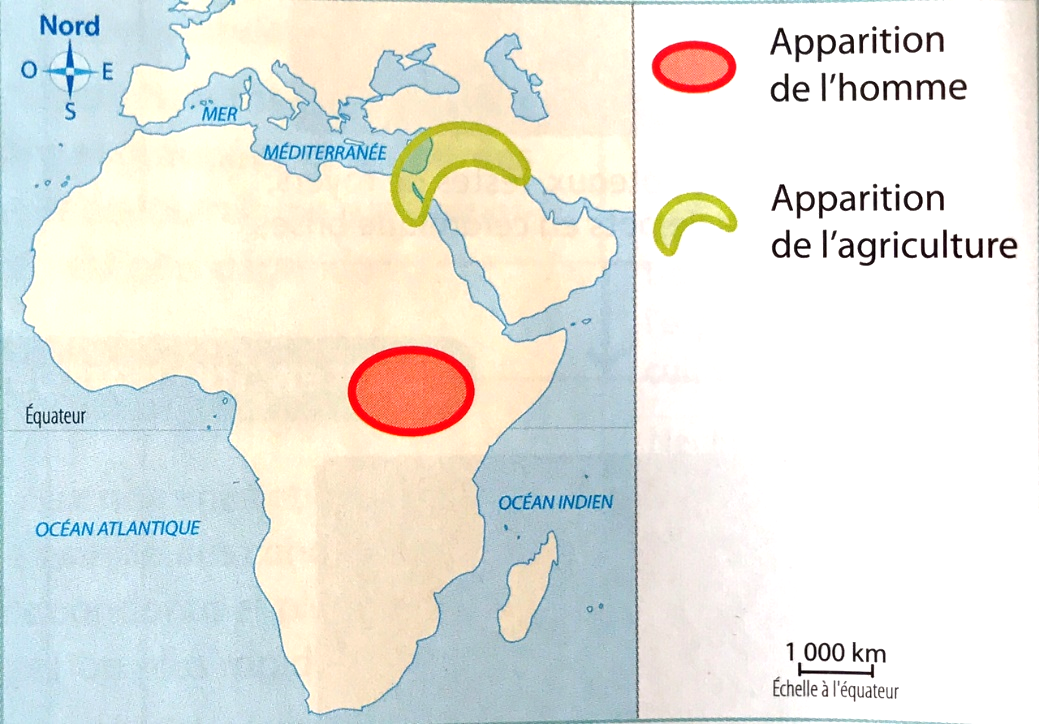 Nord
O
E
S
MER
MÉDITERRANÉE
Équateur
OCÉAN ATLANTIQUE
OCÉAN INDIEN
Apparition
de l'homme
Apparition
de l'agriculture
1 000 km
Échelle à l'équateur